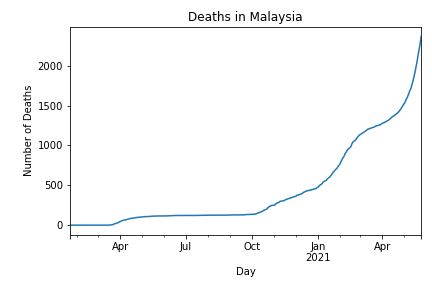 Deaths in Malaysia
Number of Deaths
2000
1500
1000
500
0
Apr Jul Oct Jan Apr
2021
Day